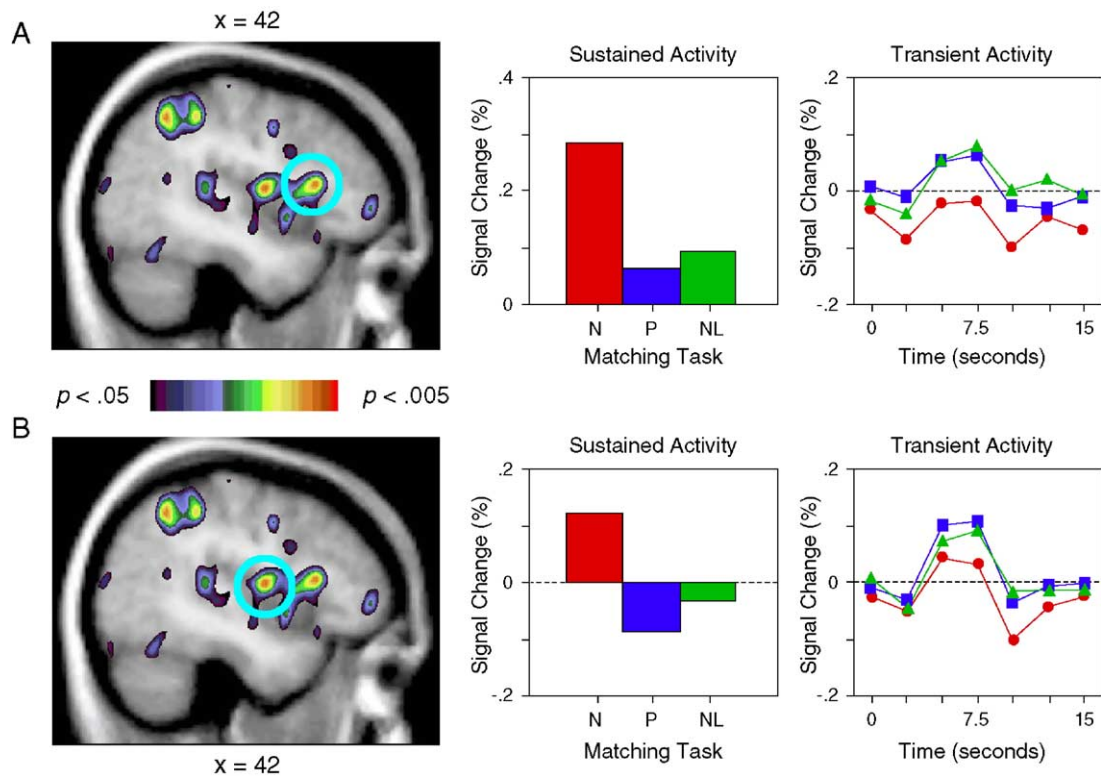 A
x = 42
Sustained Activity
Transient Activity
Signal Change (%)
.4
.2
0
N P NL
Matching Task
Signal Change (%)
.2
0
-.2
0 7.5 15
Time (seconds)
p < .05 p < .005
B
Sustained Activity
Transient Activity
Signal Change (%)
.2
0
-.2
N P NL
Matching Task
Signal Change (%)
.2
0
-.2
0 7.5 15
Time (seconds)
x = 42